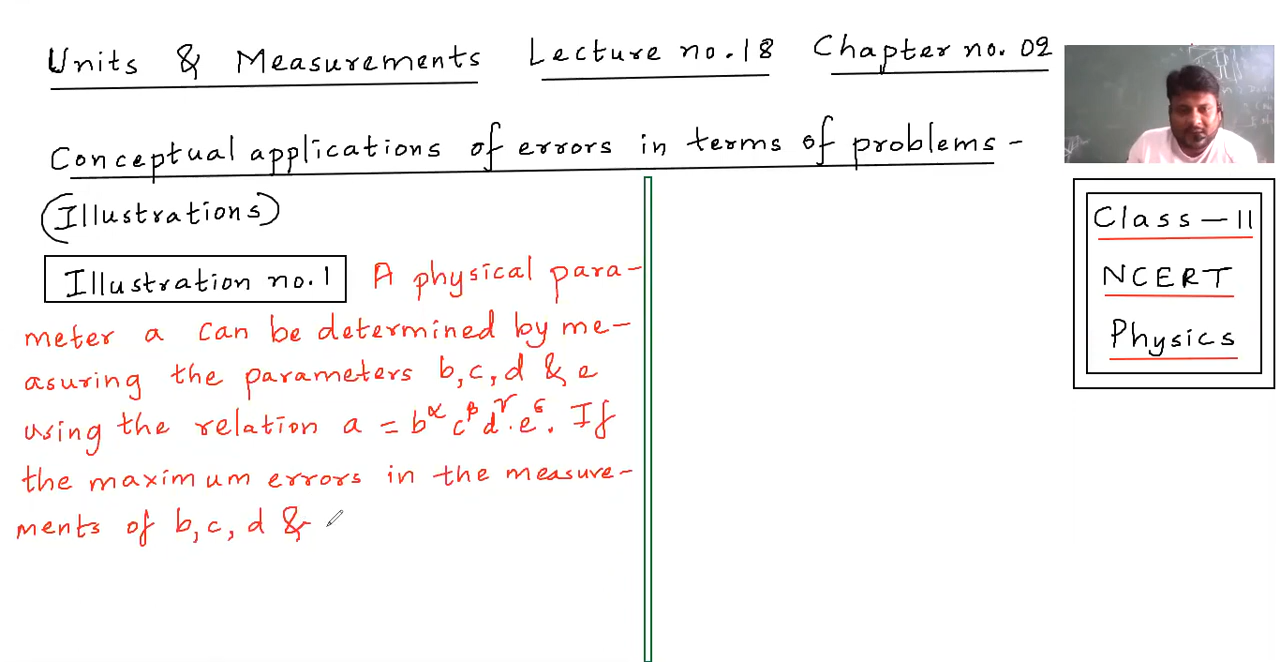 Units & Measurements Lecture no.18 Chapter no. 02
Conceptual applications of errors in terms of problems -
(Illustrations)
Illustration no.1 A physical para-
meter a can be determined by me-
asuring the parameters b, c, d & e
using the relation a = b^α c^β d^γ . e^ϵ. If
the maximum errors in the measure-
ments of b, c, d &
Class - 11
NCERT
Physics